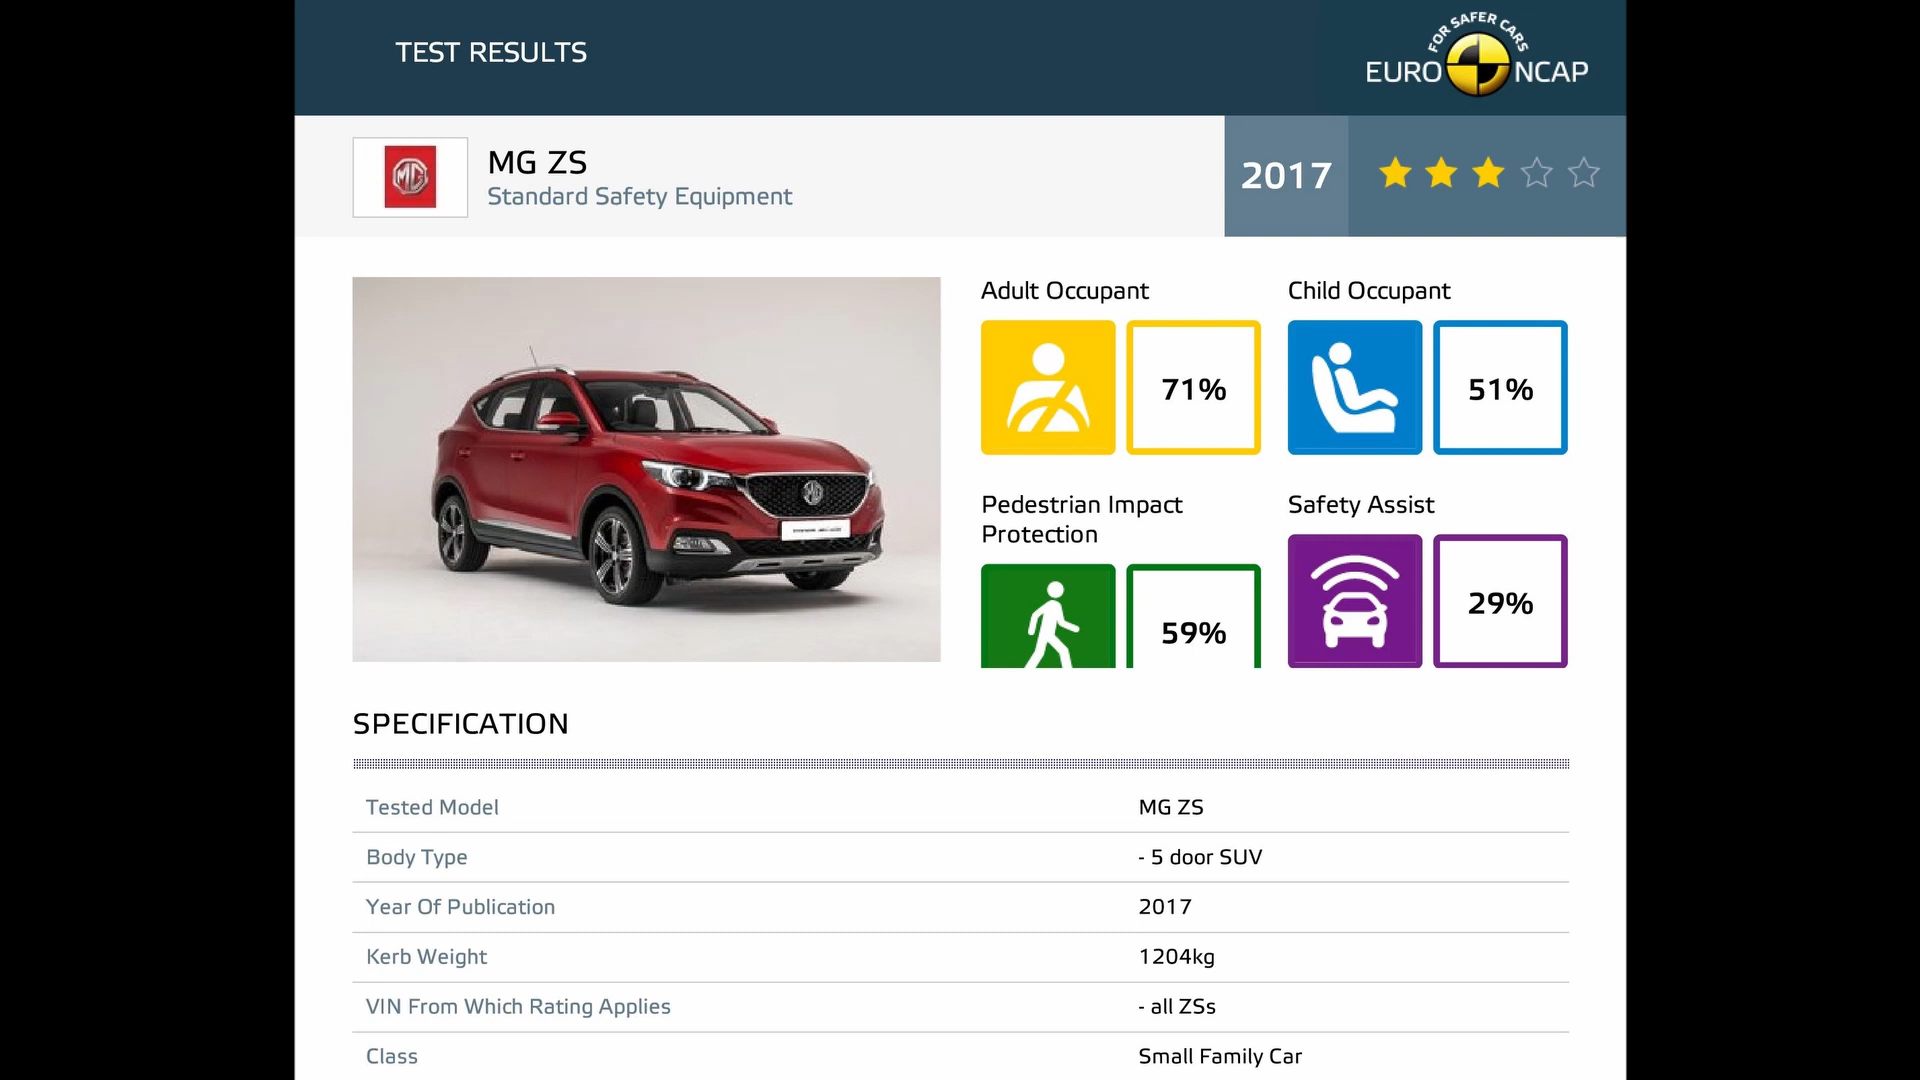 TEST RESULTS
FOR SAFER CARS
EURO NCAP
MG
MG ZS
Standard Safety Equipment
2017
Adult Occupant
Child Occupant
71%
51%
Pedestrian Impact
Protection
Safety Assist
59%
29%
MG
SPECIFICATION
Tested Model MG ZS
Body Type - 5 door SUV
Year Of Publication 2017
Kerb Weight 1204kg
VIN From Which Rating Applies - all ZSs
Class Small Family Car